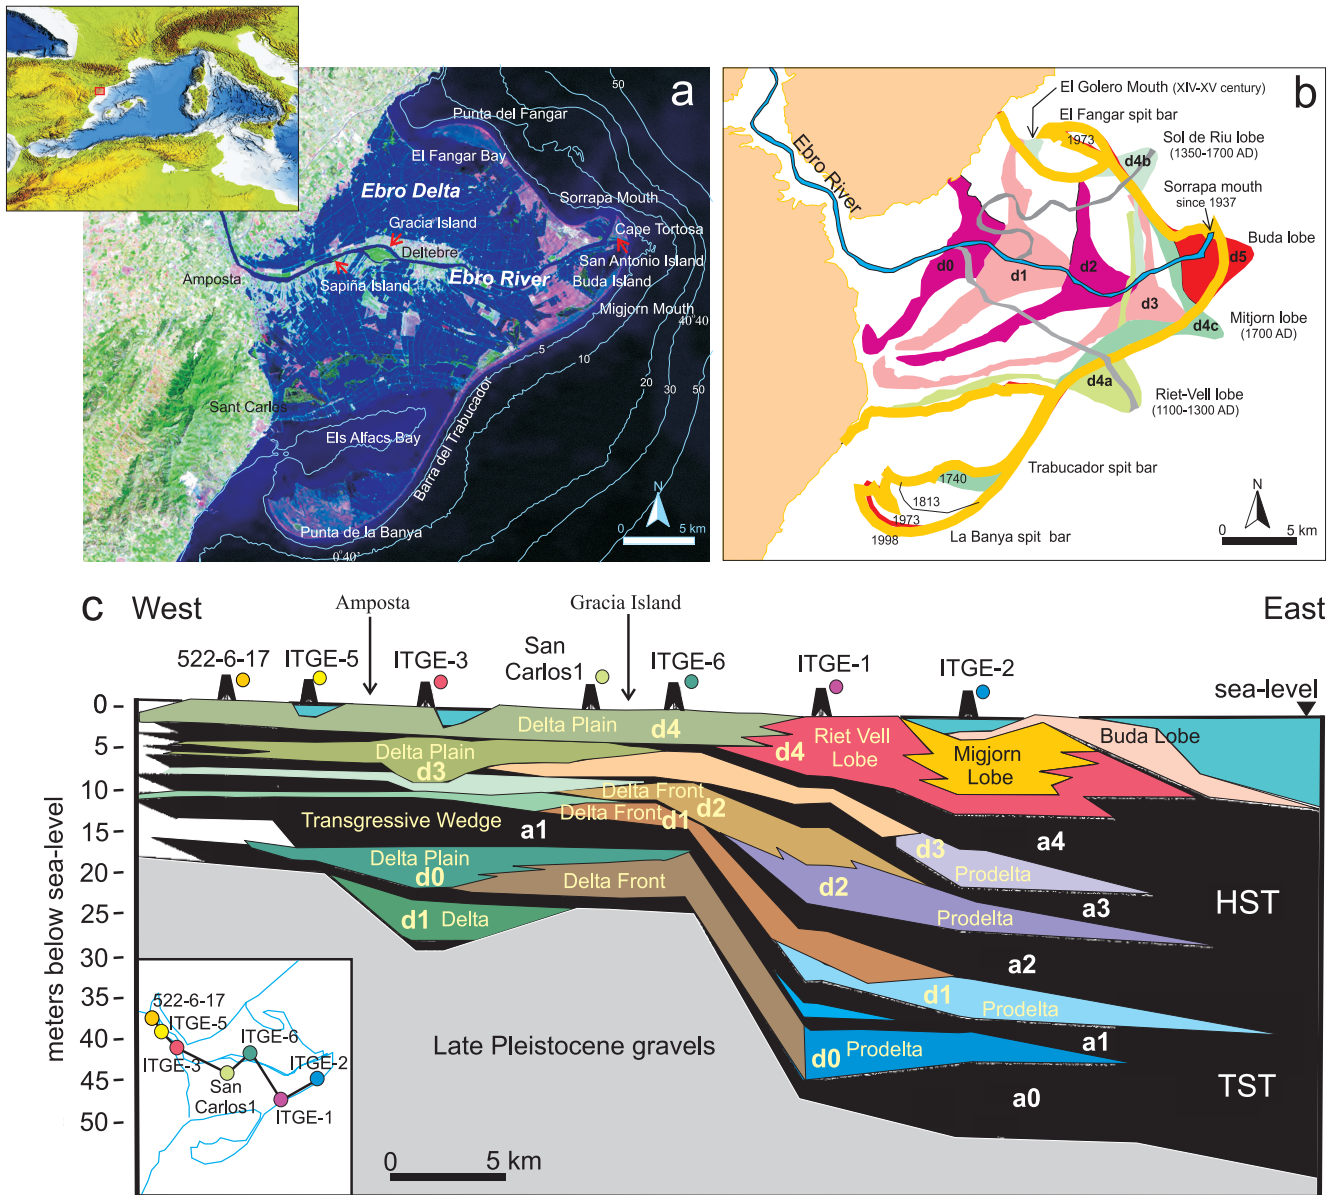 a
50
Punta del Fangar
El Fangar Bay
Ebro Delta
Sorrapa Mouth
Gracia Island
Cape Tortosa
Deltebre
San Antonio Island
Amposta
Ebro River
Sapiña Island
Buda Island
Migjorn Mouth
40°40'
5
10
20
30
50
Sant Carlos
Els Alfacs Bay
Barra del Trabucador
Punta de la Banya
0°40'
N
0
5 km
b
El Golero Mouth (XIV-XV century)
El Fangar spit bar
1973
Sol de Riu lobe
(1350-1700 AD)
d4b
Ebro River
Sorrapa mouth
since 1937
Buda lobe
d0
d1
d2
d5
d3
d4c
Mitjorn lobe
(1700 AD)
d4a
Riet-Vell lobe
(1100-1300 AD)
Trabucador spit bar
1740
1813
1973
1998
La Banya spit bar
N
0
5 km
c
West
Amposta
Gracia Island
East
522-6-17
ITGE-5
ITGE-3
San
Carlos1
ITGE-6
ITGE-1
ITGE-2
sea-level
meters below sea-level
0
5
10
15
20
25
30
35
40
45
50
Delta Plain
d4
d4
Riet Vell
Lobe
Migjorn
Lobe
Buda Lobe
Delta Plain
d3
Delta Front
d2
Delta Front
d1
Transgressive Wedge
a1
a4
d3
Prodelta
Delta Plain
d0
Delta Front
d2
Prodelta
a3
HST
d1
Delta
a2
d1
Prodelta
a1
d0
Prodelta
a0
TST
Late Pleistocene gravels
522-6-17
ITGE-5
ITGE-6
ITGE-3
ITGE-2
San
Carlos1
ITGE-1
0
5 km